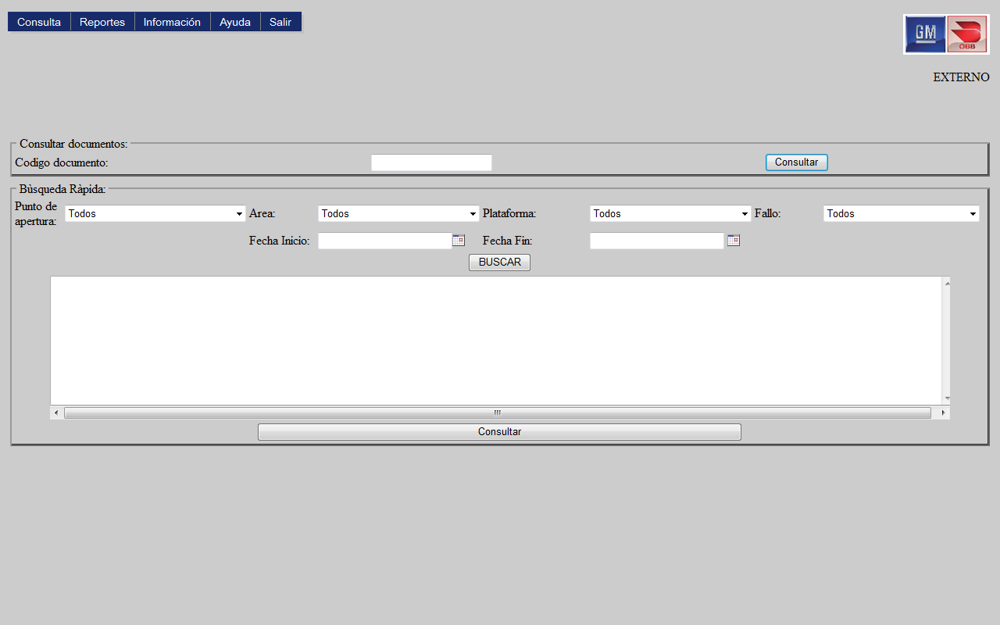 Consulta Reportes Información Ayuda Salir
GM
OBB
EXTERNO
Consultar documentos:
Codigo documento: Consultar
Bùsqueda Ràpida:
Punto de apertura: Todos Area: Todos Plataforma: Todos Fallo: Todos
Fecha Inicio: Fecha Fin:
BUSCAR
Consultar